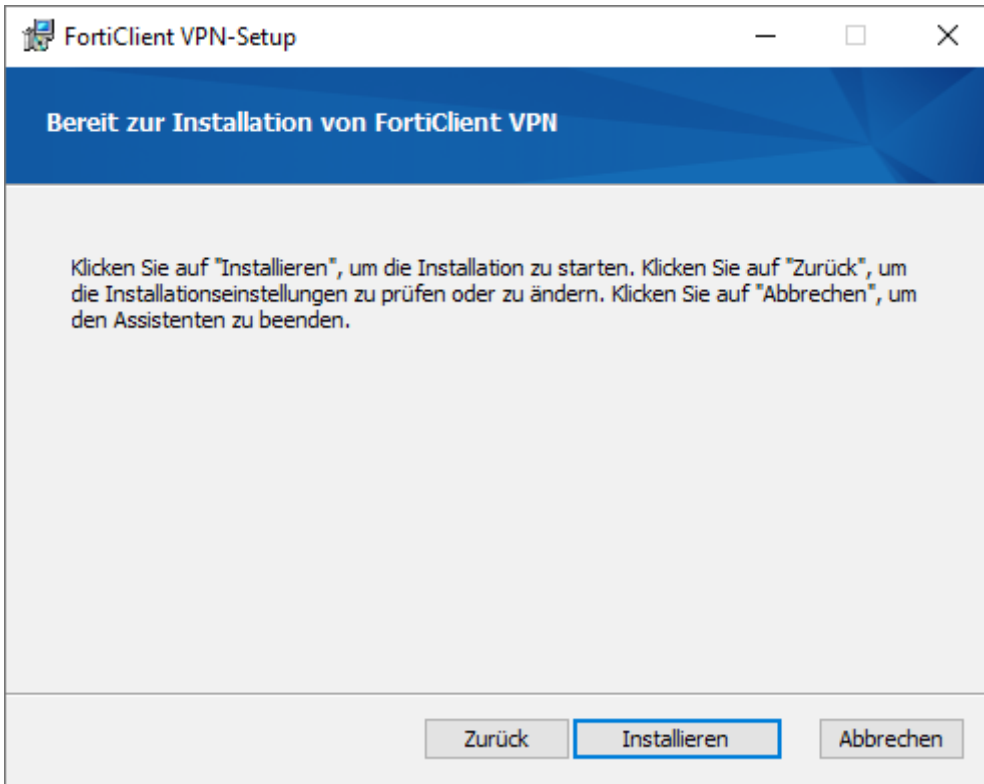 FortiClient VPN-Setup
Bereit zur Installation von FortiClient VPN
Klicken Sie auf "Installieren", um die Installation zu starten. Klicken Sie auf "Zurück", um
die Installationseinstellungen zu prüfen oder zu ändern. Klicken Sie auf "Abbrechen", um
den Assistenten zu beenden.
Zurück Installieren Abbrechen